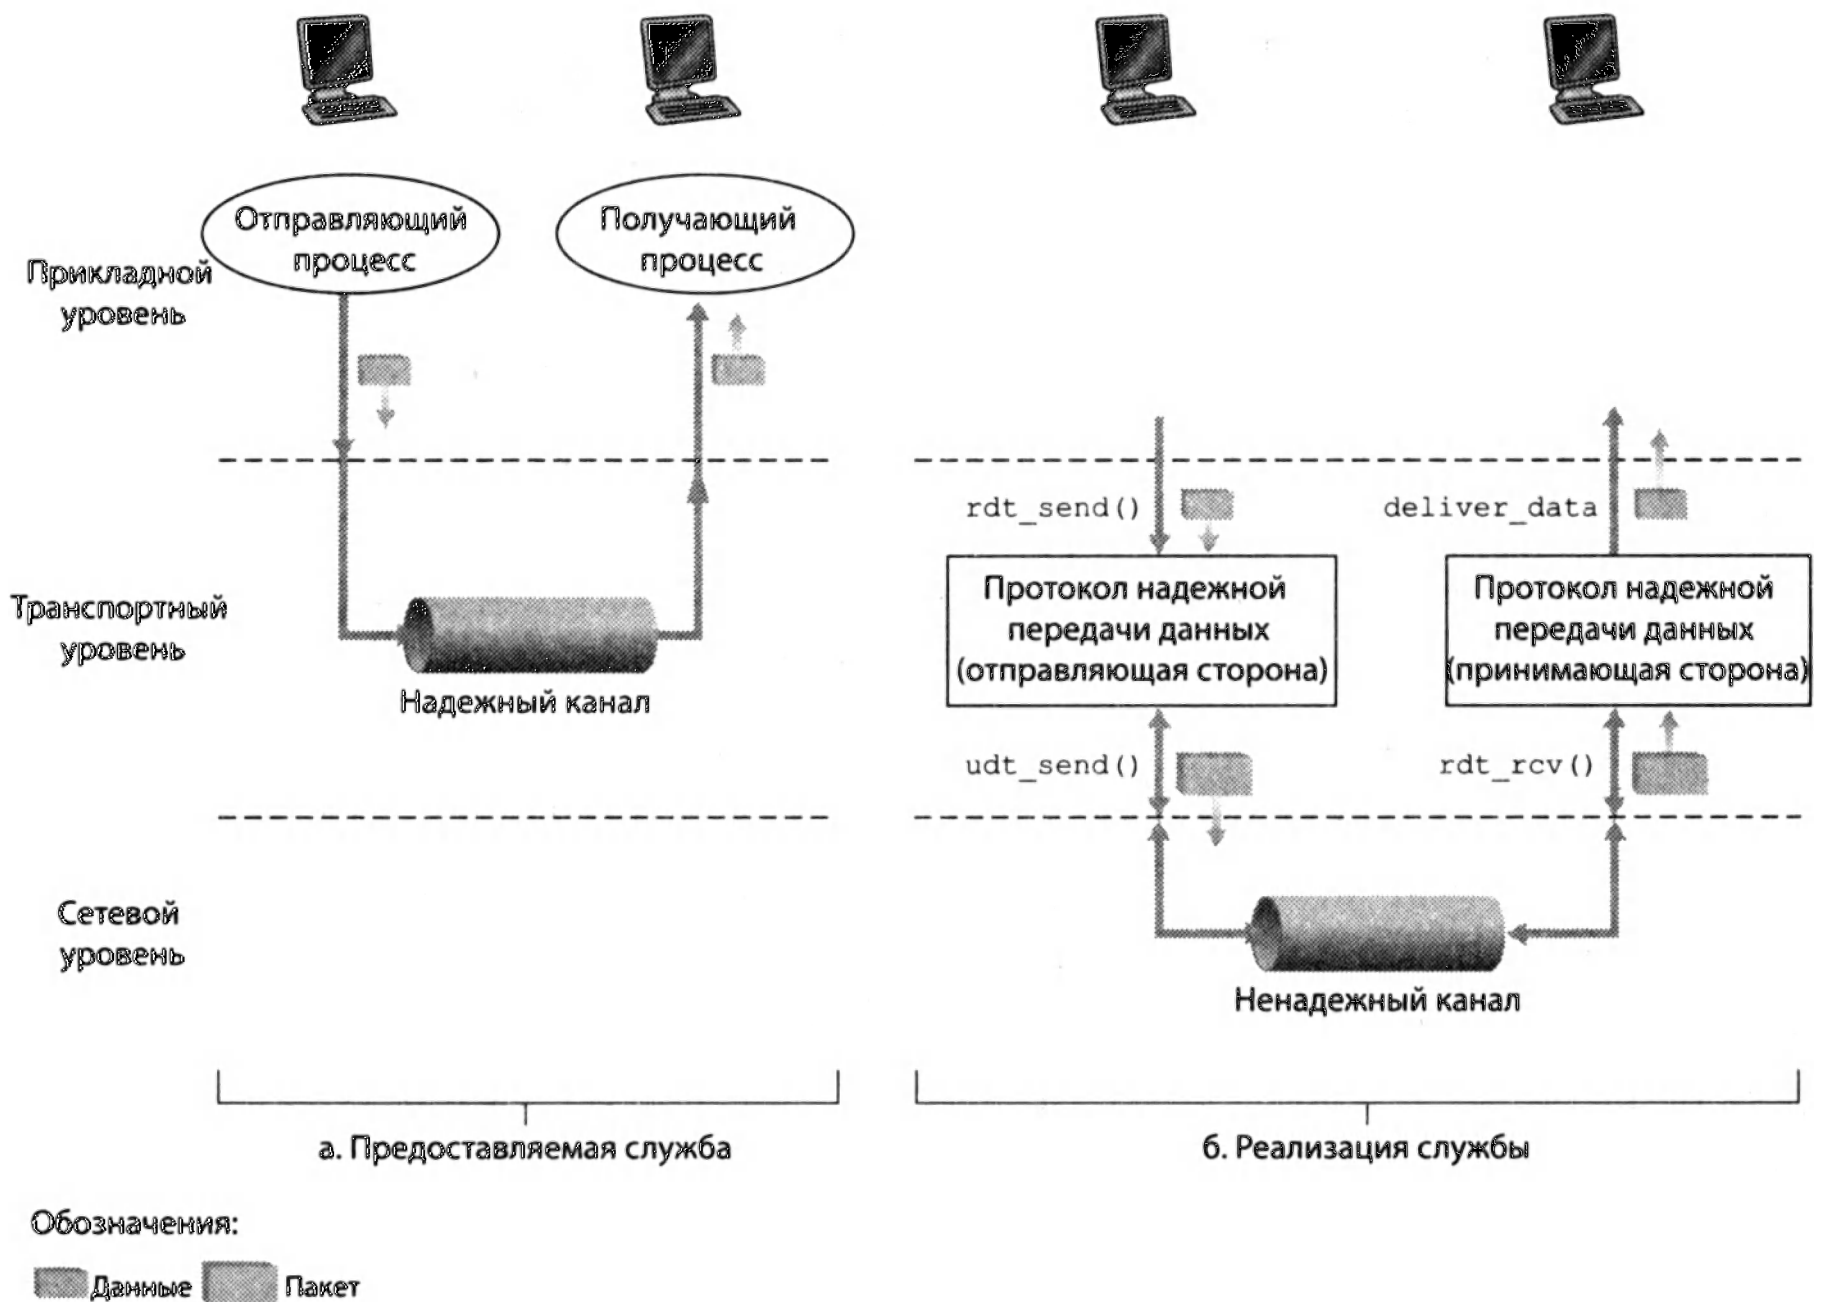 Отправляющий
процесс
Получающий
процесс
Прикладной
уровень
rdt_send()
deliver_data
Транспортный
уровень
Надежный канал
Протокол надежной
передачи данных
(отправляющая сторона)
Протокол надежной
передачи данных
(принимающая сторона)
udt_send()
rdt_rcv()
Сетевой
уровень
Ненадежный канал
а. Предоставляемая служба
б. Реализация службы
Обозначения:
Данные
Пакет